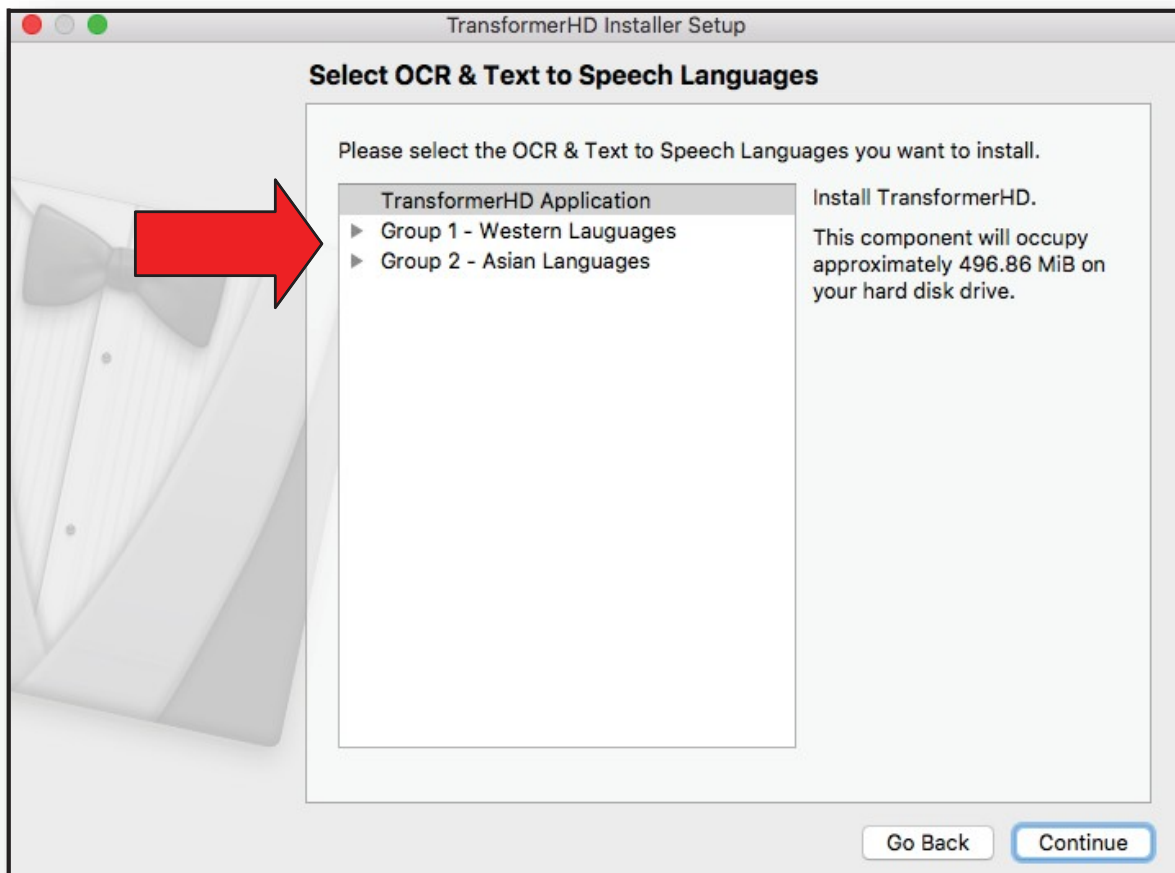 TransformerHD Installer Setup
Select OCR & Text to Speech Languages
Please select the OCR & Text to Speech Languages you want to install.
TransformerHD Application
Group 1 - Western Lauguages
Group 2 - Asian Languages
Install TransformerHD.
This component will occupy
approximately 496.86 MiB on
your hard disk drive.
Go Back
Continue